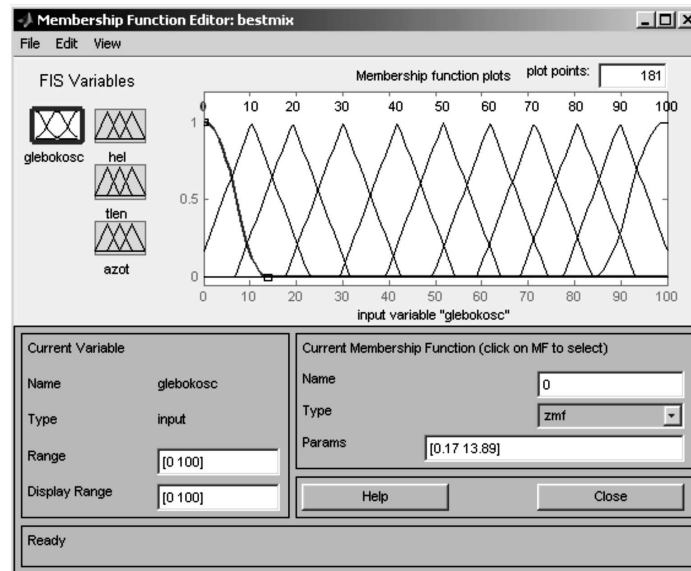 Membership Function Editor: bestmix
File Edit View
FIS Variables
glebokosc
hel
tlen
azot
Membership function plots
plot points:
181
0 10 20 30 40 50 60 70 80 90 100
1
0.5
0
0 10 20 30 40 50 60 70 80 90 100
input variable "glebokosc"
Current Variable
Name glebokosc
Type input
Range [0 100]
Display Range [0 100]
Current Membership Function (click on MF to select)
Name 0
Type zmf
Params [0.17 13.89]
Help
Close
Ready